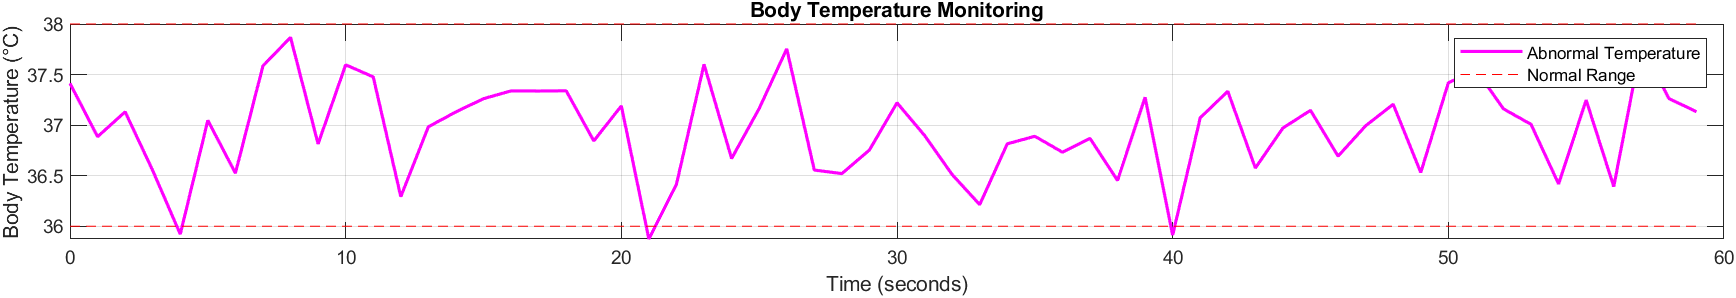 Body Temperature Monitoring
Body Temperature (°C)
38
37.5
37
36.5
36
Abnormal Temperature
Normal Range
0 10 20 30 40 50 60
Time (seconds)